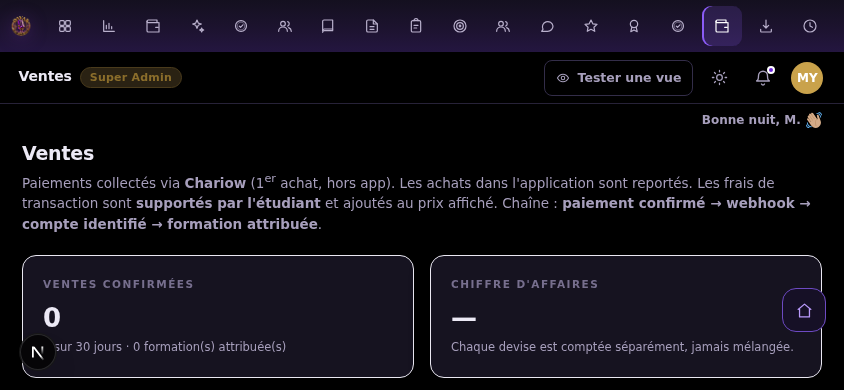 Ventes Super Admin Tester une vue MY
Bonne nuit, M. 👋
Ventes
Paiements collectés via Chariow (1er achat, hors app). Les achats dans l'application sont reportés. Les frais de
transaction sont supportés par l'étudiant et ajoutés au prix affiché. Chaîne : paiement confirmé → webhook →
compte identifié → formation attribuée.
VENTES CONFIRMÉES
0
sur 30 jours · 0 formation(s) attribuée(s)
N
CHIFFRE D'AFFAIRES
—
Chaque devise est comptée séparément, jamais mélangée.